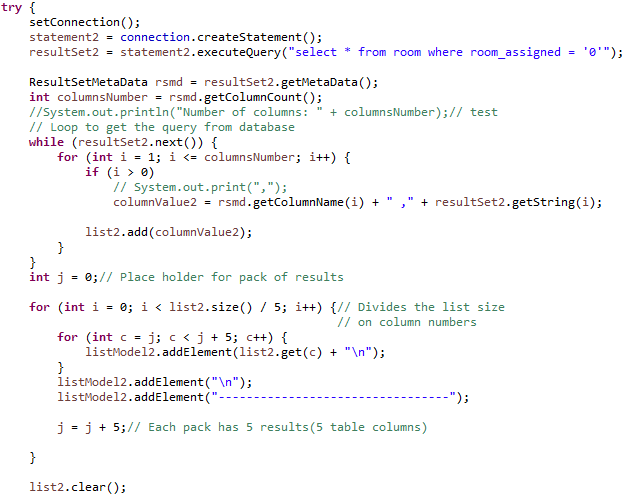 try {
    setConnection();
    statement2 = connection.createStatement();
    resultSet2 = statement2.executeQuery("select * from room where room_assigned = '0'");

    ResultSetMetaData rsmd = resultSet2.getMetaData();
    int columnsNumber = rsmd.getColumnCount();
    //System.out.println("Number of columns: " + columnsNumber);// test
    // Loop to get the query from database
    while (resultSet2.next()) {
        for (int i = 1; i <= columnsNumber; i++) {
            if (i > 0)
                // System.out.print(",");
                columnValue2 = rsmd.getColumnName(i) + " ," + resultSet2.getString(i);

            list2.add(columnValue2);
        }
    }
    int j = 0;// Place holder for pack of results

    for (int i = 0; i < list2.size() / 5; i++) {// Divides the list size
                                                // on column numbers
        for (int c = j; c < j + 5; c++) {
            listModel2.addElement(list2.get(c) + "\n");
        }
        listModel2.addElement("\n");
        listModel2.addElement("---------------------------------");

        j = j + 5;// Each pack has 5 results(5 table columns)

    }

    list2.clear();